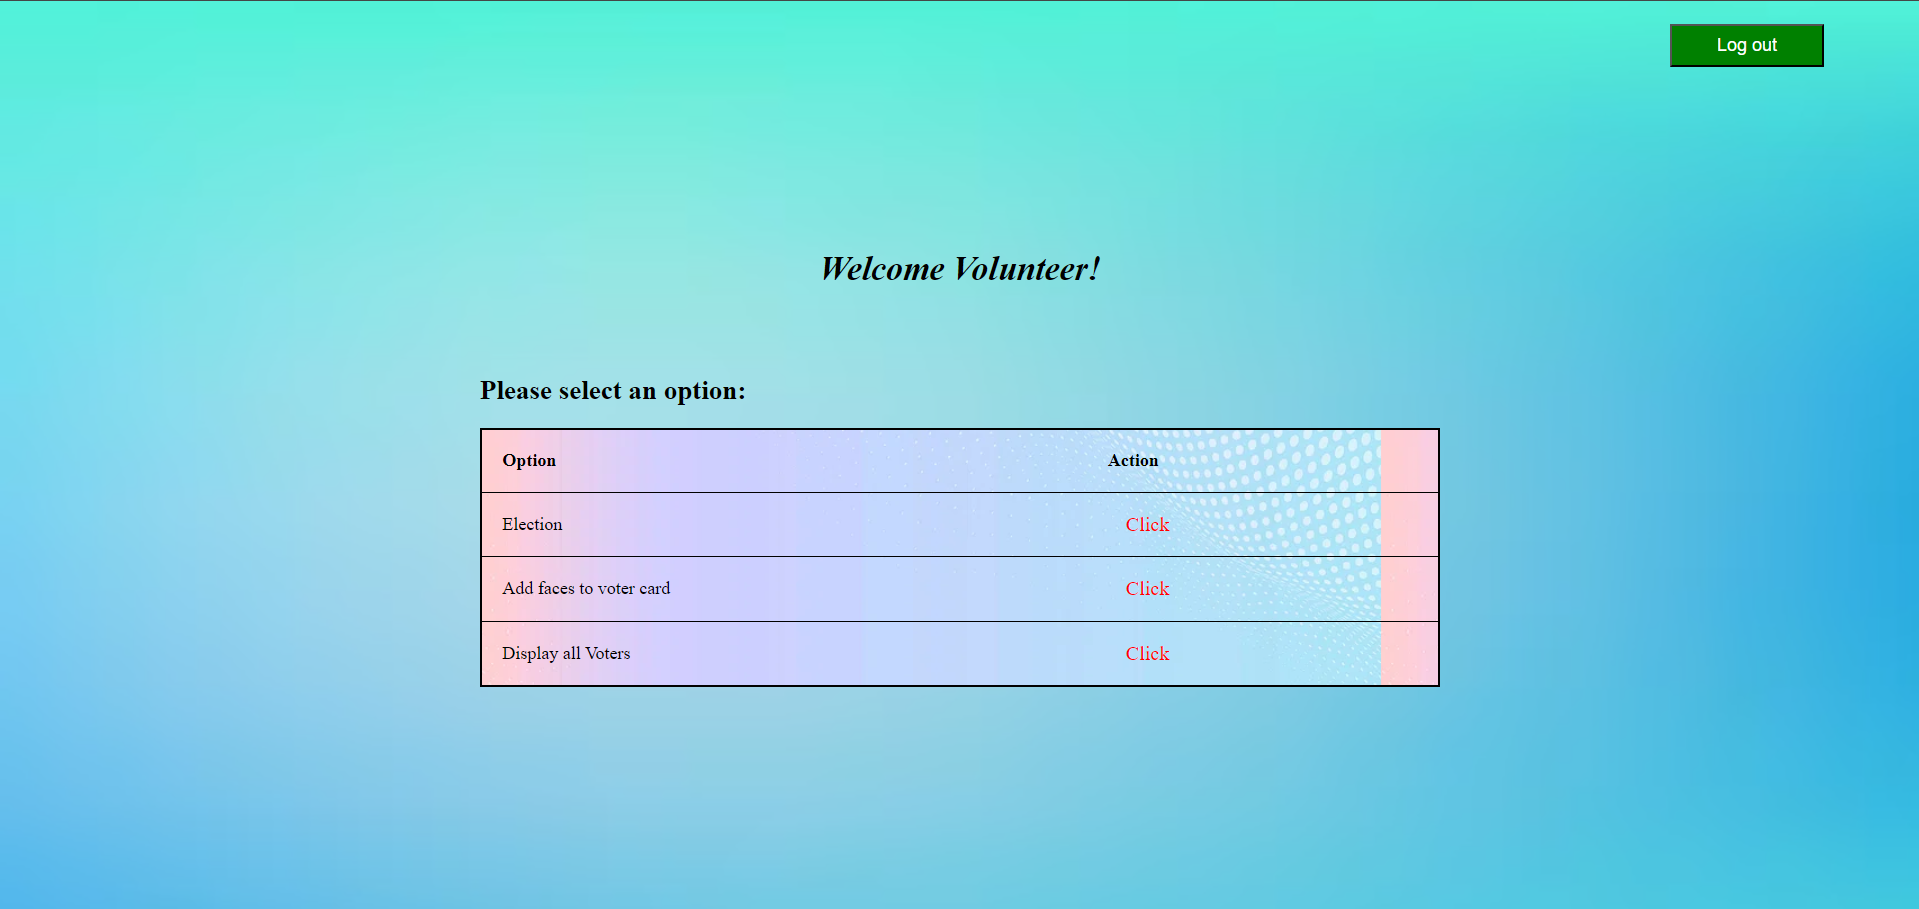 Log out
Welcome Volunteer!
Please select an option:
Option Action
Election Click
Add faces to voter card Click
Display all Voters Click